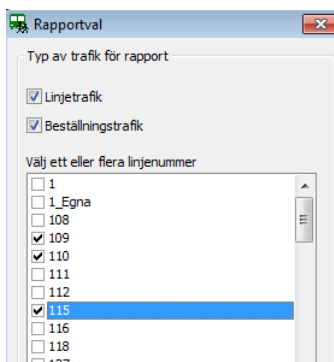 Rapportval
Typ av trafik för rapport
Linjetrafik
Beställningstrafik
Välj ett eller flera linjenummer
1
1_Egna
108
109
110
111
112
115
116
118